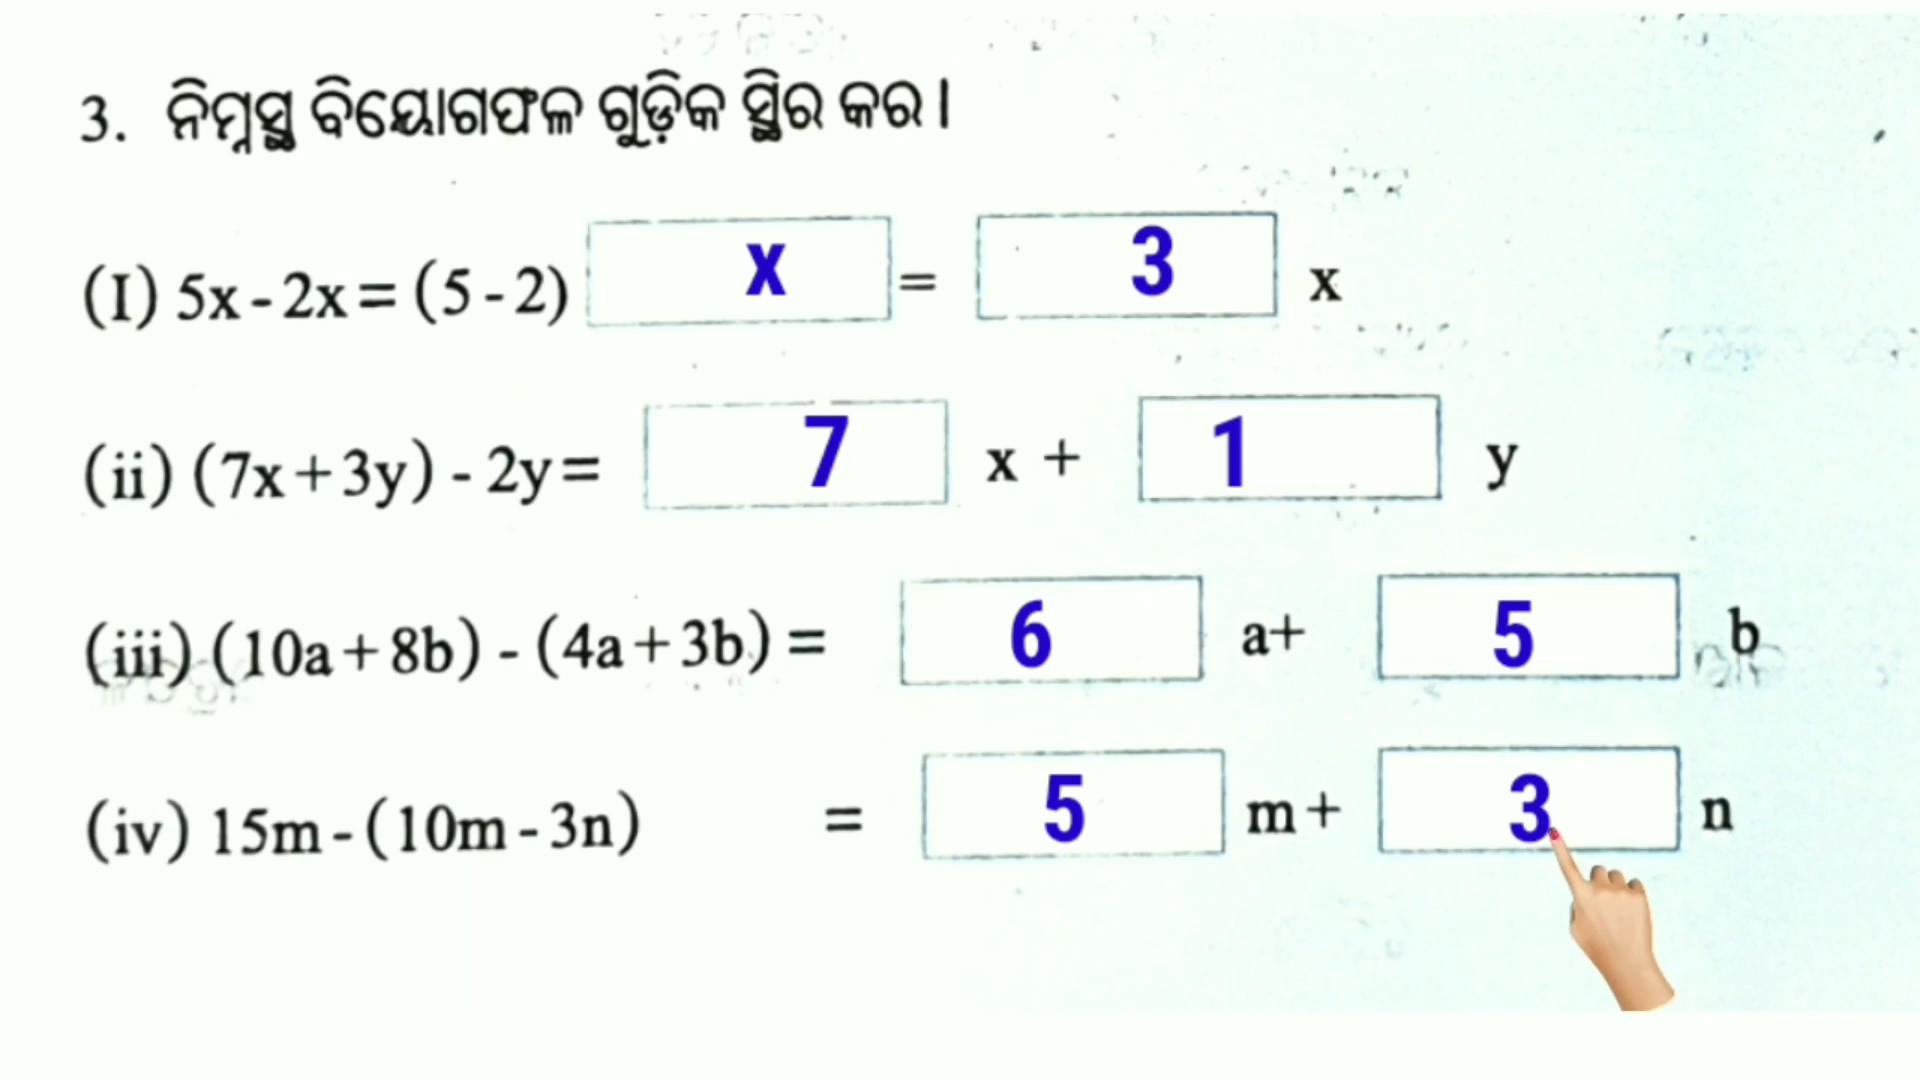 3. ନିମ୍ନସ୍ଥ ବିୟୋଗଫଳ ଗୁଡ଼ିକ ସ୍ଥିର କର।
(I) 5x - 2x = (5 - 2) x = 3 x
(ii) (7x + 3y) - 2y = 7 x + 1 y
(iii) (10a + 8b) - (4a + 3b) = 6 a+ 5 b
(iv) 15m - (10m - 3n) = 5 m+ 3 n